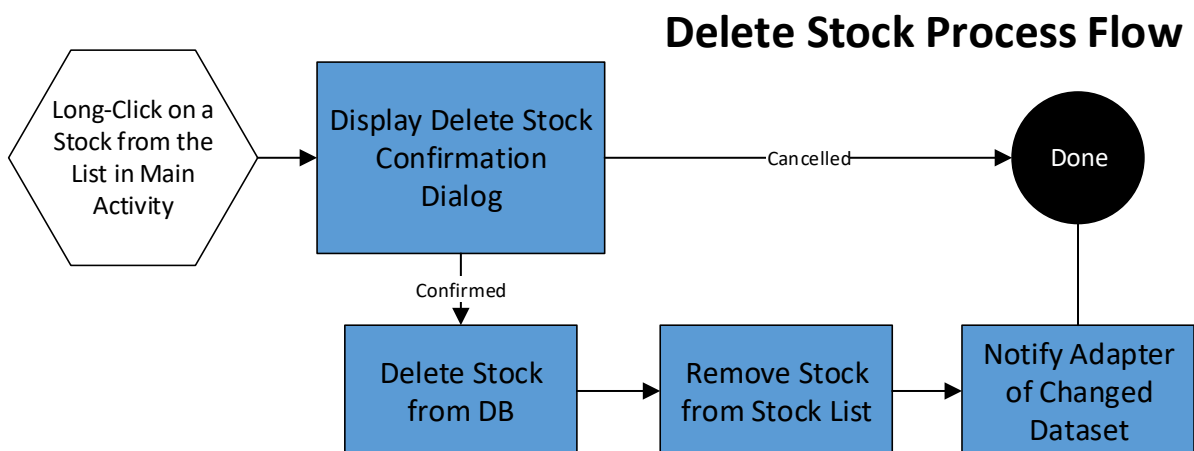 Delete Stock Process Flow
Long-Click on a
Stock from the
List in Main
Activity
Display Delete Stock
Confirmation
Dialog
Cancelled
Done
Confirmed
Delete Stock
from DB
Remove Stock
from Stock List
Notify Adapter
of Changed
Dataset